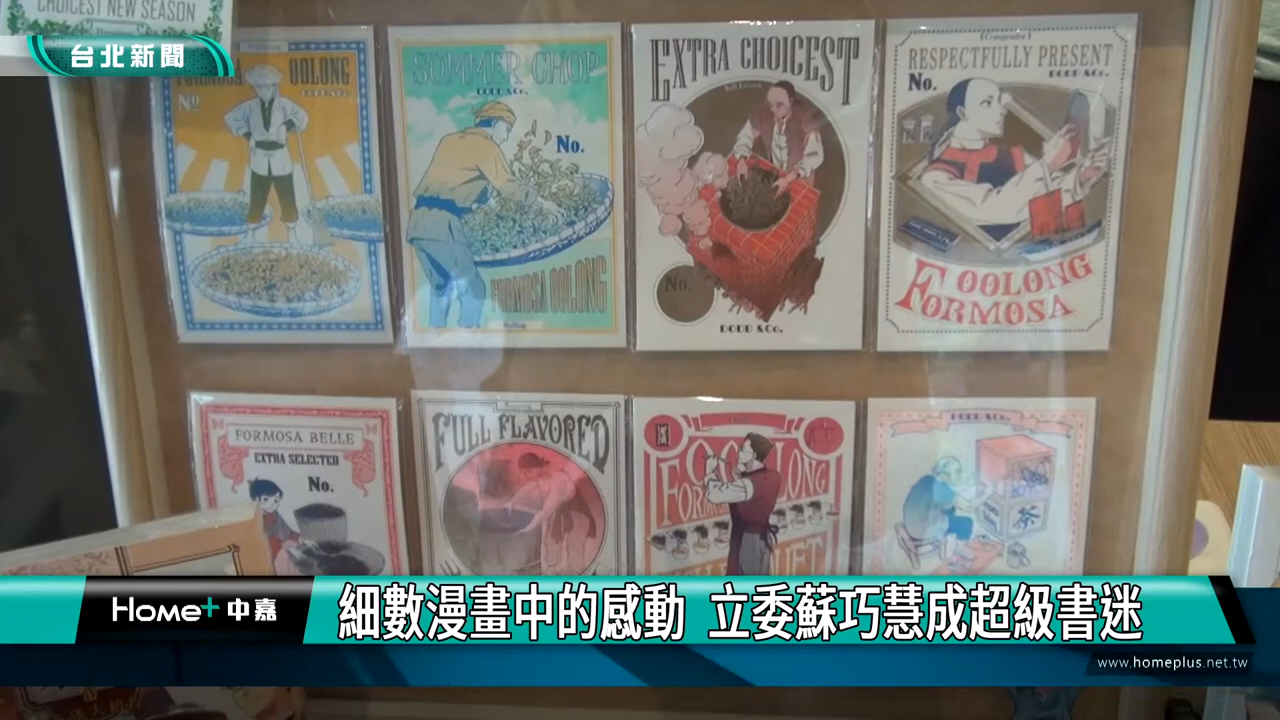 CHOICEST NEW SEASON
台北新聞
OOLONG
No
SUMMER CHOP
DODD & Co.
No.
FORMOSA OOLONG
EXTRA CHOICEST
No.
DODD & Co.
RESPECTFULLY PRESENT
No.
DODD & Co.
OOLONG
FORMOSA
FORMOSA BELLE
EXTRA SELECTED
No.
FULL FLAVORED
OOLONG
DODD & Co.
茶
Home+ 中嘉
細數漫畫中的感動 立委蘇巧慧成超級書迷
www.homeplus.net.tw